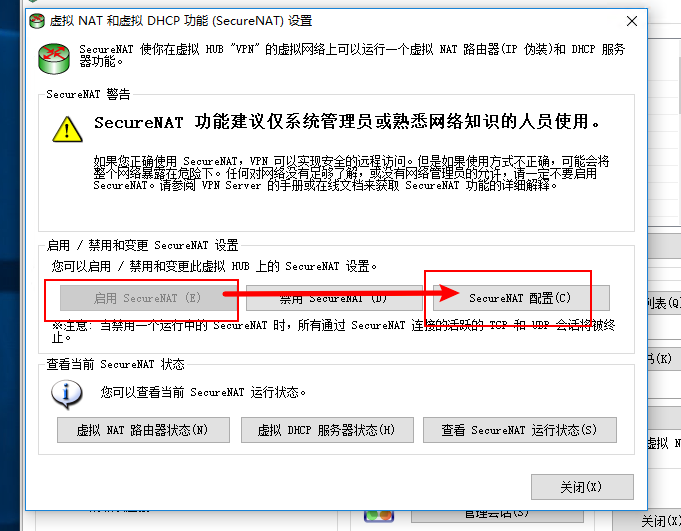 虚拟 NAT 和虚拟 DHCP 功能 (SecureNAT) 设置
SecureNAT 使你在虚拟 HUB "VPN" 的虚拟网络上可以运行一个虚拟 NAT 路由器(IP 伪装)和 DHCP 服务
器功能。
SecureNAT 警告
SecureNAT 功能建议仅系统管理员或熟悉网络知识的人员使用。
如果您正确使用 SecureNAT，VPN 可以实现安全的远程访问。但是如果使用方式不正确，可能会将
整个网络暴露在危险下。任何对网络没有足够了解，或没有网络管理员的允许，请一定不要启用
SecureNAT。请参阅 VPN Server 的手册或在线文档来获取 SecureNAT 功能的详细解释。
启用 / 禁用和变更 SecureNAT 设置
您可以启用 / 禁用和变更此虚拟 HUB 上的 SecureNAT 设置。
启用 SecureNAT (E)
禁用 SecureNAT (D)
SecureNAT 配置(C)
列表(Q)
※注意: 当禁用一个运行中的 SecureNAT 时，所有通过 SecureNAT 连接的活跃的 TCP 和 UDP 会话将被终
止。
书(K)
查看当前 SecureNAT 状态
您可以查看当前 SecureNAT 运行状态。
虚拟 NAT 路由器状态(N)
虚拟 DHCP 服务器状态(H)
查看 SecureNAT 运行状态(S)
虚拟 N
关闭(X)
管理会话(S)
关闭(X)